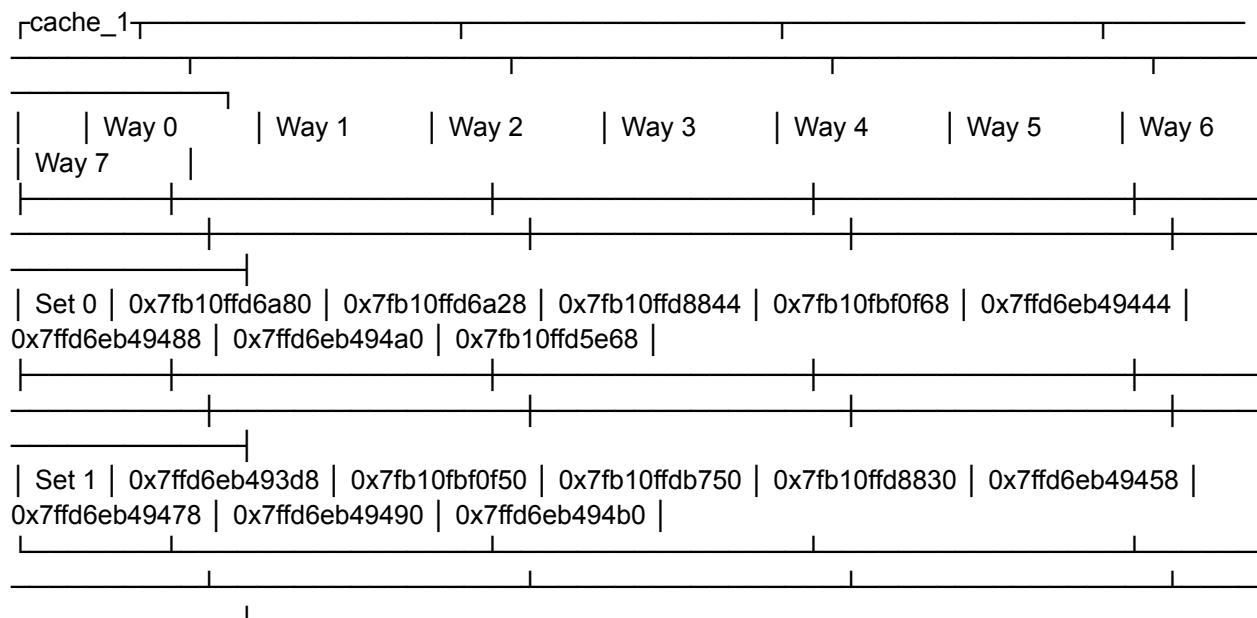 cache_1
│ │ Way 0 │ Way 1 │ Way 2 │ Way 3 │ Way 4 │ Way 5 │ Way 6
│ Way 7 │
│ Set 0 │ 0x7fb10ffd6a80 │ 0x7fb10ffd6a28 │ 0x7fb10ffd8844 │ 0x7fb10fbf0f68 │ 0x7ffd6eb49444 │
0x7ffd6eb49488 │ 0x7ffd6eb494a0 │ 0x7fb10ffd5e68 │
│ Set 1 │ 0x7ffd6eb493d8 │ 0x7fb10fbf0f50 │ 0x7fb10ffdb750 │ 0x7fb10ffd8830 │ 0x7ffd6eb49458 │
0x7ffd6eb49478 │ 0x7ffd6eb49490 │ 0x7ffd6eb494b0 │